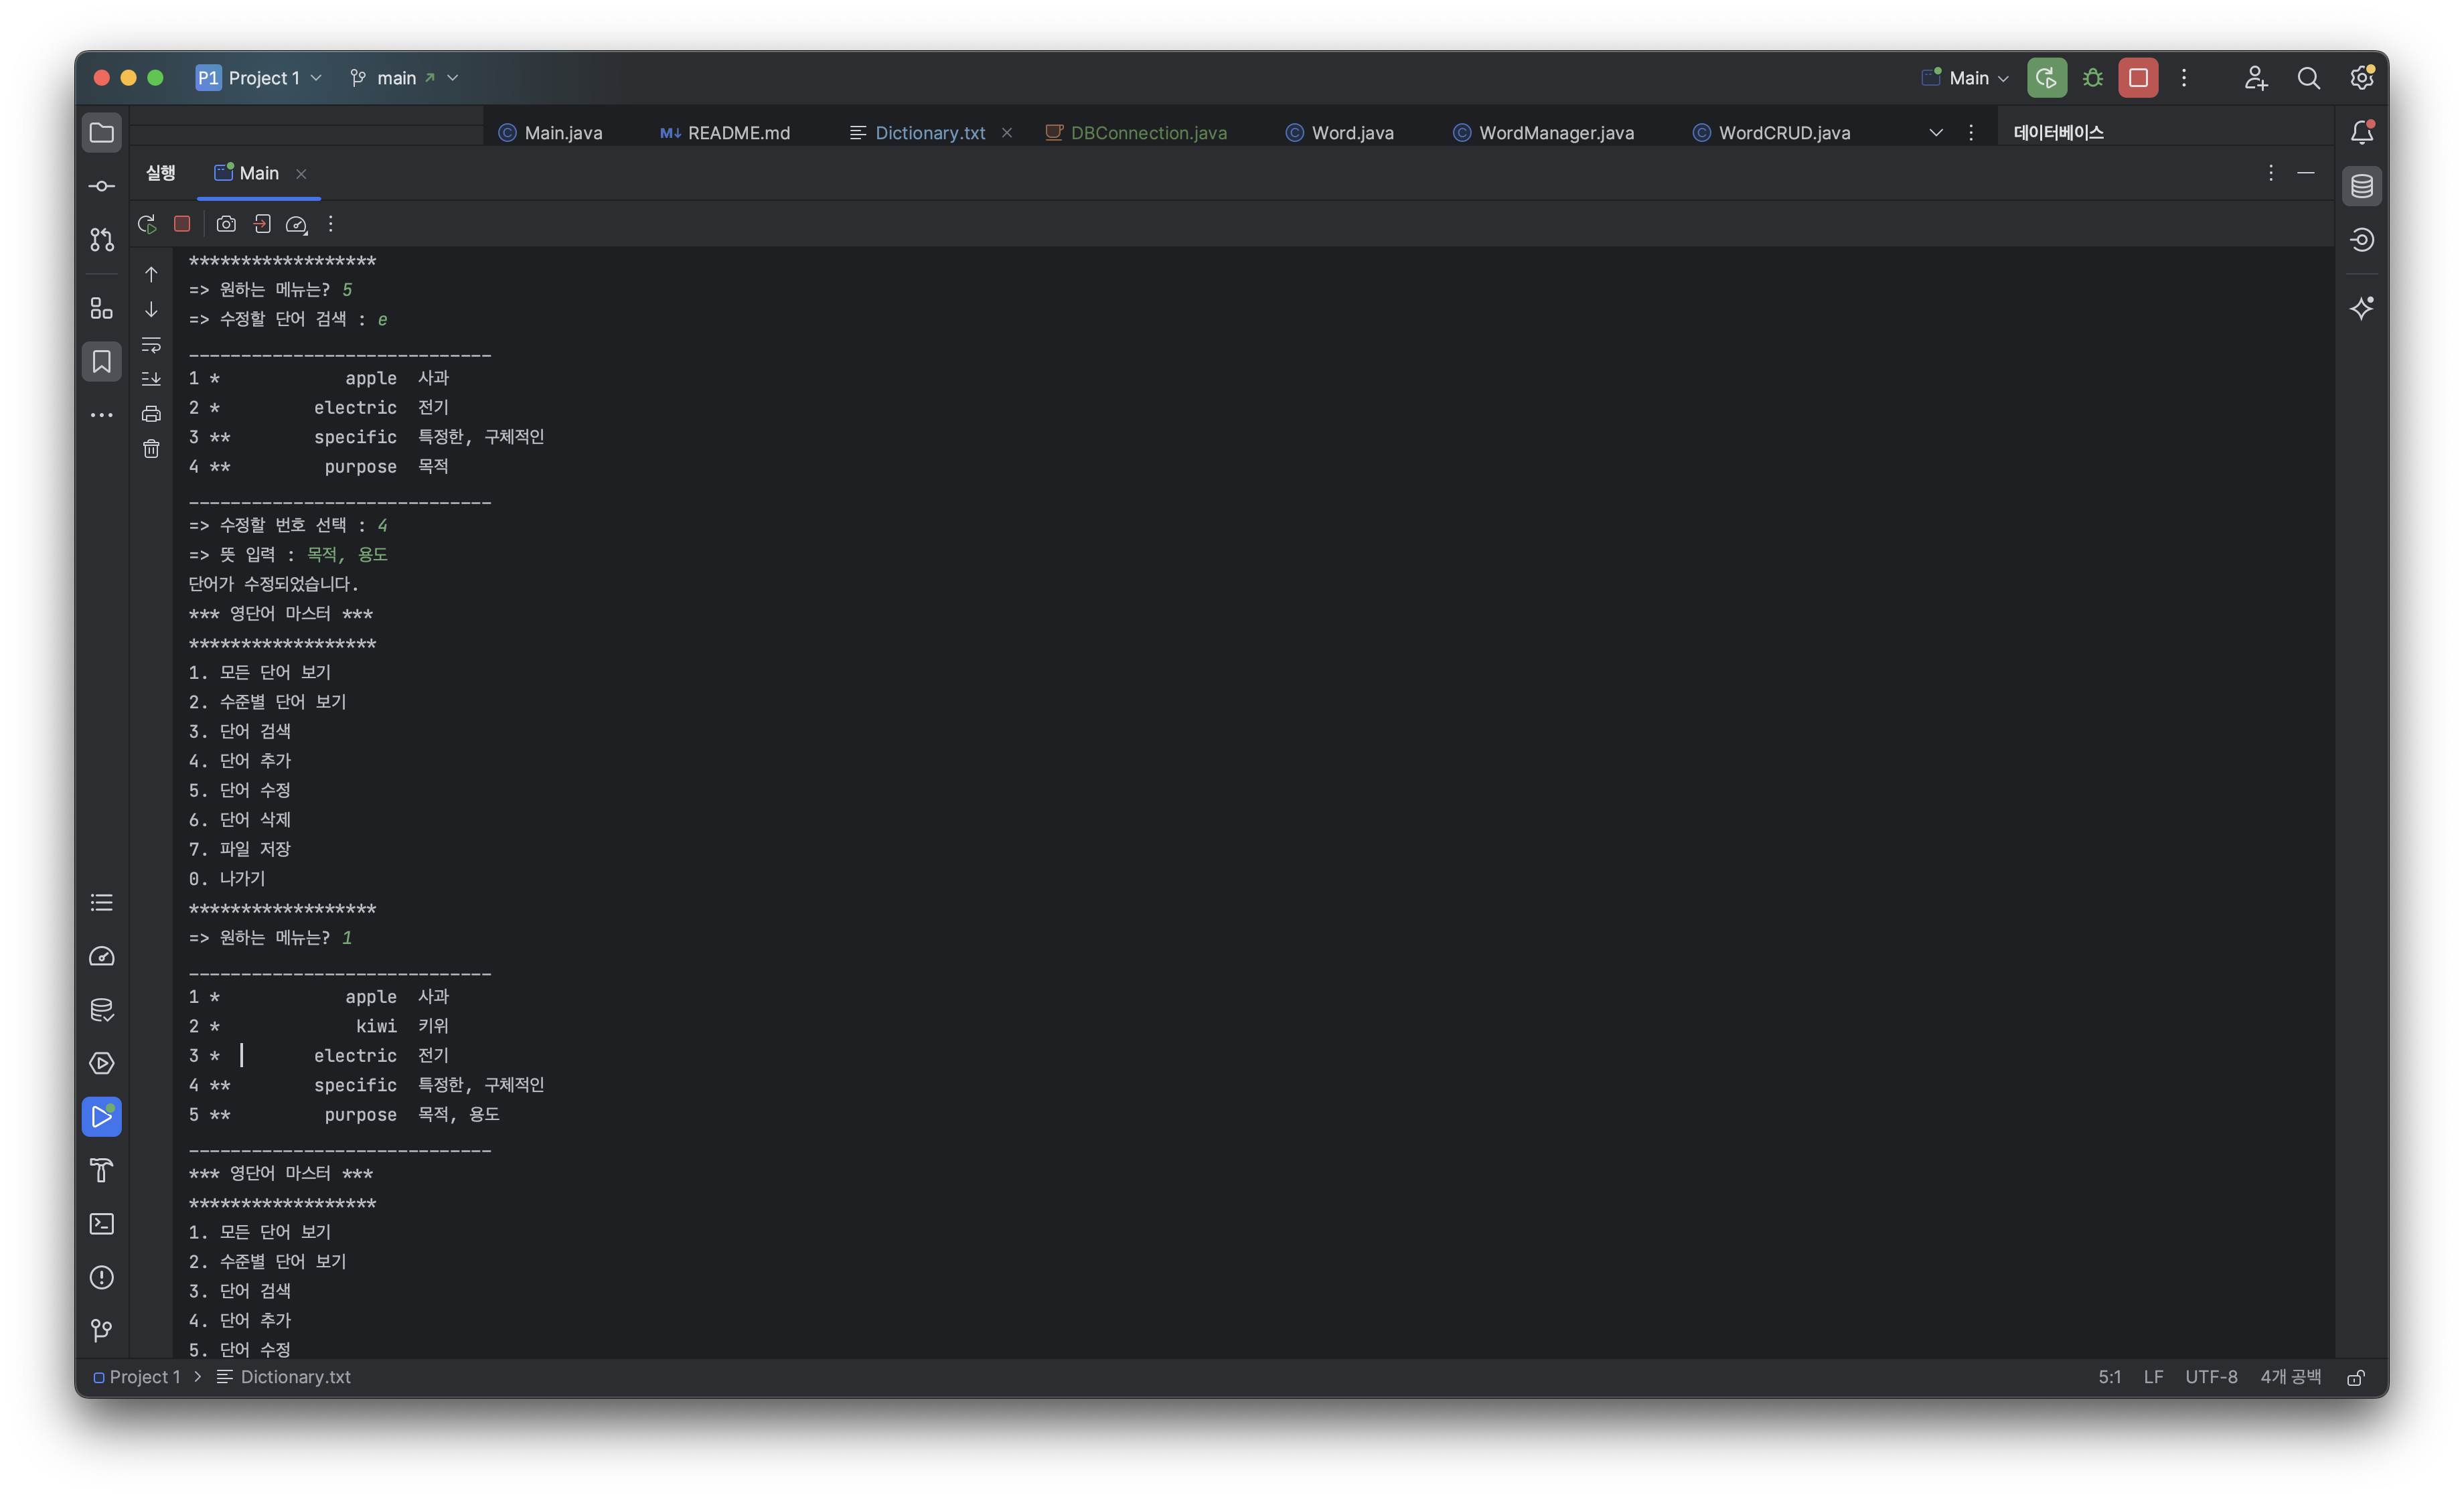 P1 Project 1 main Main
Main.java README.md Dictionary.txt DBConnection.java Word.java WordManager.java WordCRUD.java 데이터베이스
실행 Main
******************
=> 원하는 메뉴는? 5
=> 수정할 단어 검색 : e
_____________________________
1 * apple 사과
2 * electric 전기
3 ** specific 특정한, 구체적인
4 ** purpose 목적
_____________________________
=> 수정할 번호 선택 : 4
=> 뜻 입력 : 목적, 용도
단어가 수정되었습니다.
*** 영단어 마스터 ***
******************
1. 모든 단어 보기
2. 수준별 단어 보기
3. 단어 검색
4. 단어 추가
5. 단어 수정
6. 단어 삭제
7. 파일 저장
0. 나가기
******************
=> 원하는 메뉴는? 1
_____________________________
1 * apple 사과
2 * kiwi 키위
3 * electric 전기
4 ** specific 특정한, 구체적인
5 ** purpose 목적, 용도
_____________________________
*** 영단어 마스터 ***
******************
1. 모든 단어 보기
2. 수준별 단어 보기
3. 단어 검색
4. 단어 추가
5. 단어 수정
Project 1 > Dictionary.txt 5:1 LF UTF-8 4개 공백